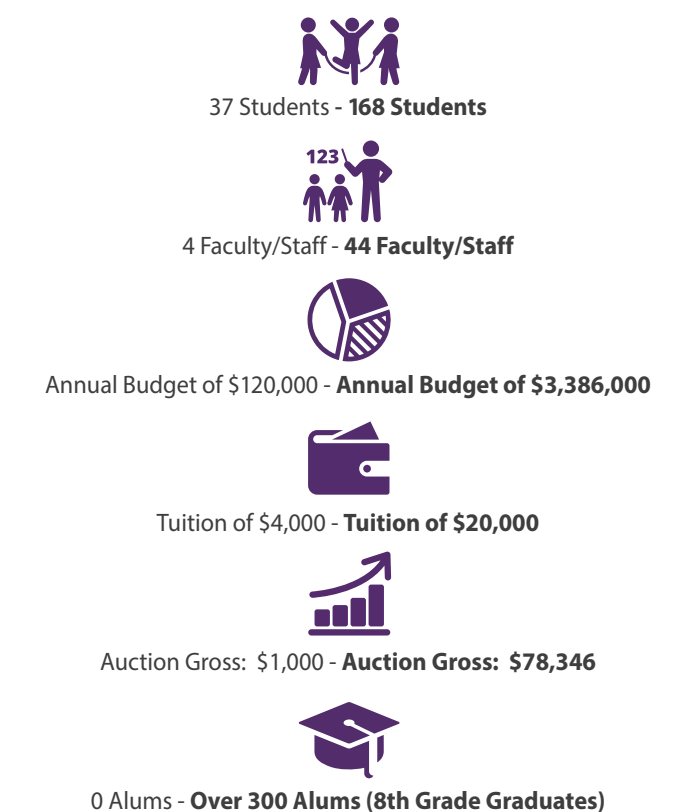 37 Students - 168 Students
123
4 Faculty/Staff - 44 Faculty/Staff
Annual Budget of $120,000 - Annual Budget of $3,386,000
Tuition of $4,000 - Tuition of $20,000
Auction Gross:  $1,000 - Auction Gross:  $78,346
0 Alums - Over 300 Alums (8th Grade Graduates)